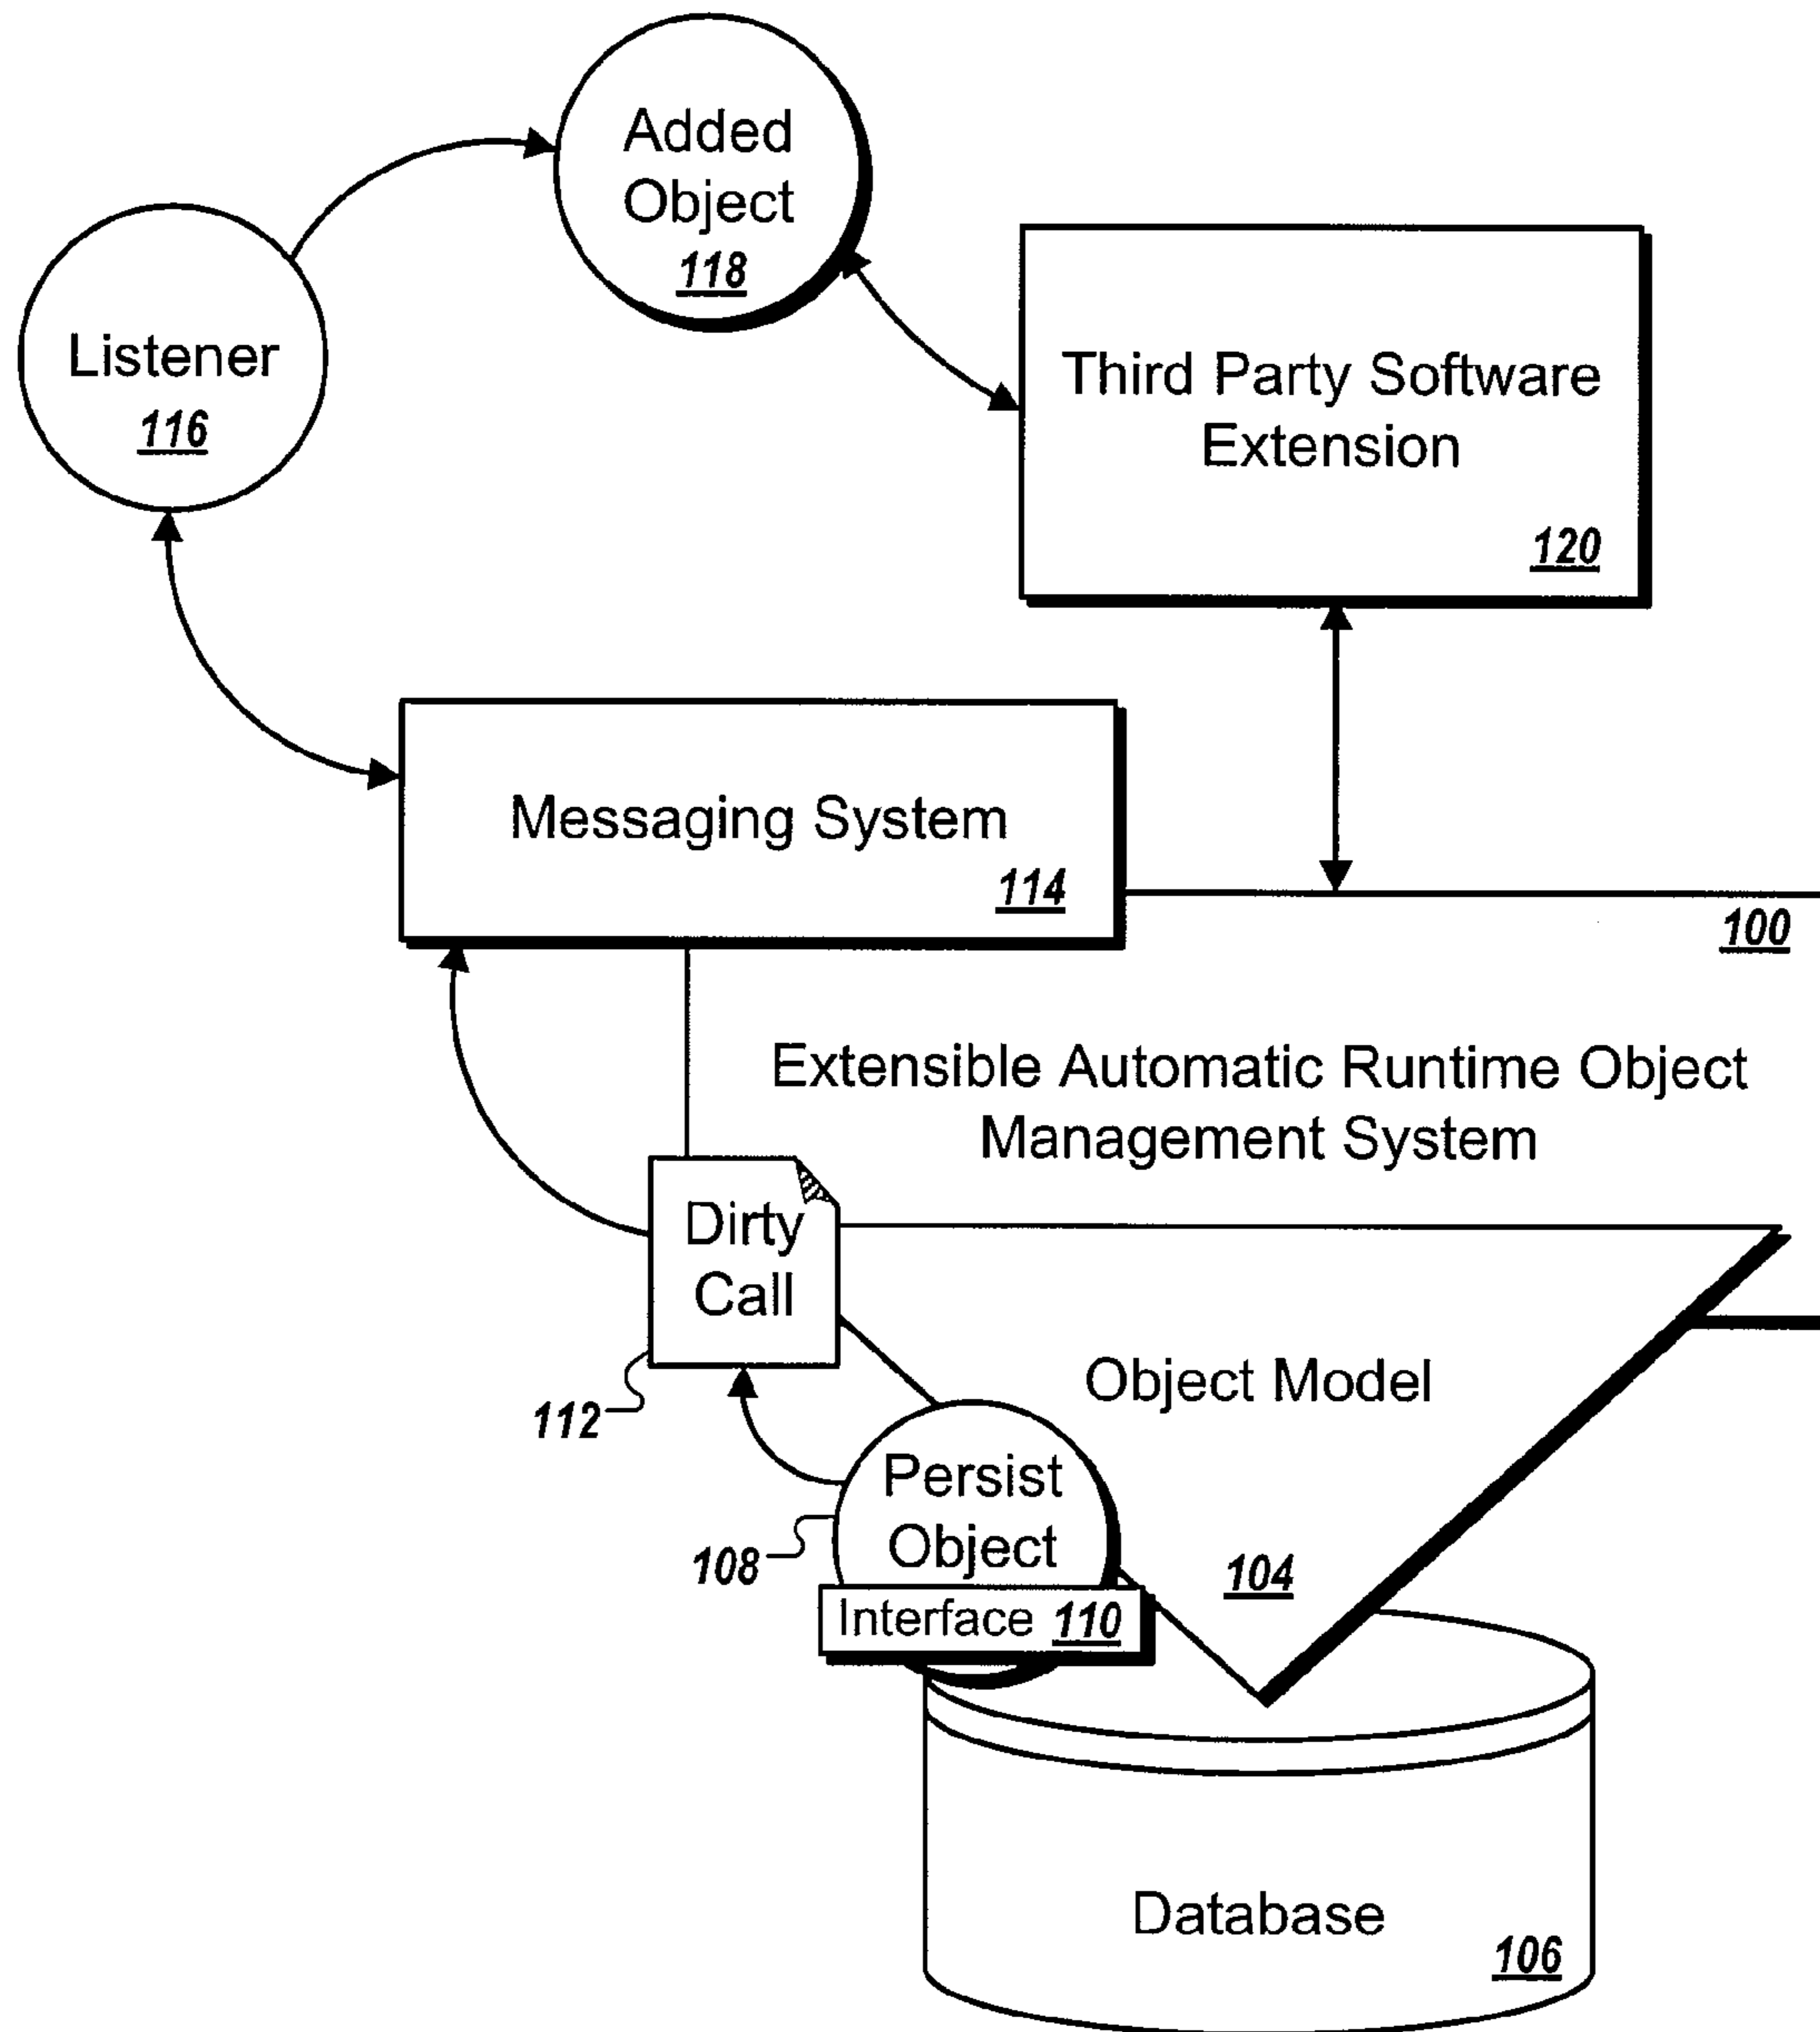 Added
Object
118
Listener
116
Third Party Software
Extension
120
Messaging System
114
100
Extensible Automatic Runtime Object
Management System
Dirty
Call
112
Object Model
Persist
Object
108
104
Interface 110
Database
106